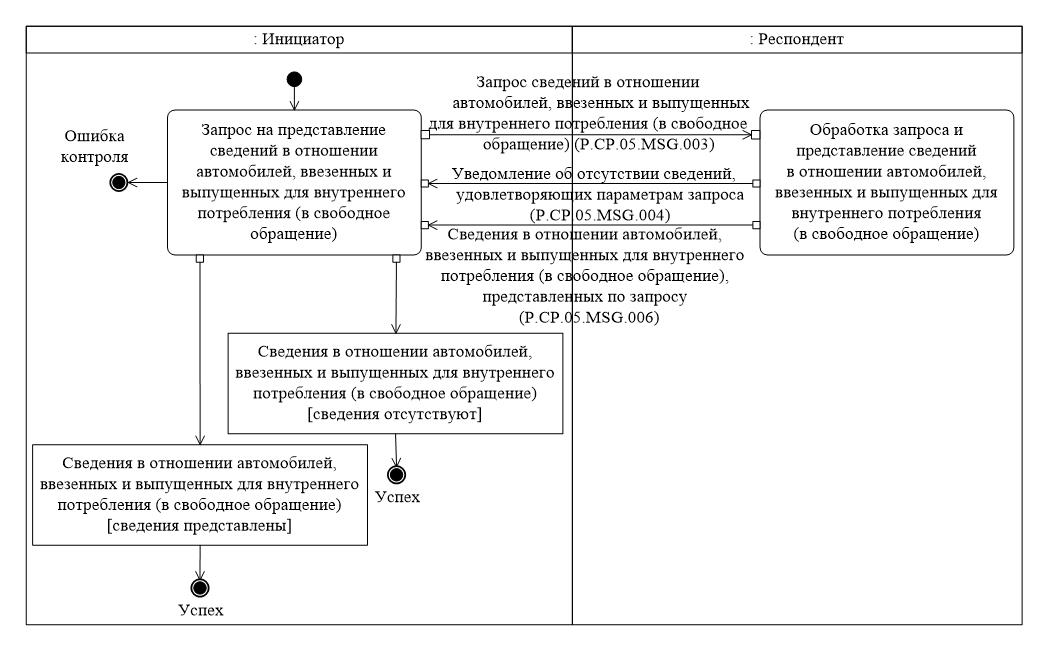 : Инициатор
: Респондент
Запрос сведений в отношении
автомобилей, ввезенных и выпущенных
для внутреннего потребления (в свободное
обращение) (P.CP.05.MSG.003)
Ошибка
контроля
Запрос на представление
сведений в отношении
автомобилей, ввезенных и
выпущенных для внутреннего
потребления (в свободное
обращение)
Обработка запроса и
представление сведений
в отношении автомобилей,
ввезенных и выпущенных для
внутреннего потребления
(в свободное обращение)
Уведомление об отсутствии сведений,
удовлетворяющих параметрам запроса
(P.CP.05.MSG.004)
Сведения в отношении автомобилей,
ввезенных и выпущенных для внутреннего
потребления (в свободное обращение),
представленных по запросу
(P.CP.05.MSG.006)
Сведения в отношении автомобилей,
ввезенных и выпущенных для внутреннего
потребления (в свободное обращение)
[сведения отсутствуют]
Успех
Сведения в отношении автомобилей,
ввезенных и выпущенных для внутреннего
потребления (в свободное обращение)
[сведения представлены]
Успех